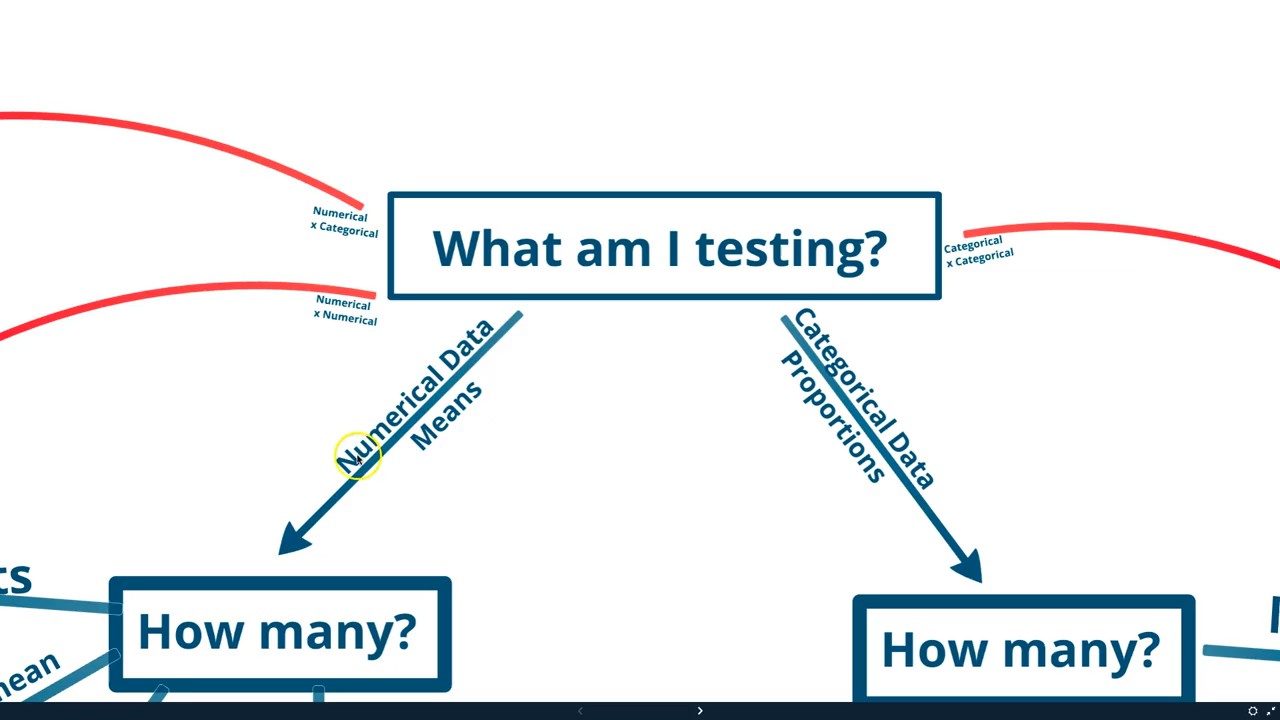 What am I testing?
Numerical
x Categorical
Numerical
x Numerical
Categorical
x Categorical
Numerical Data
Means
Categorical Data
Proportions
How many?
How many?